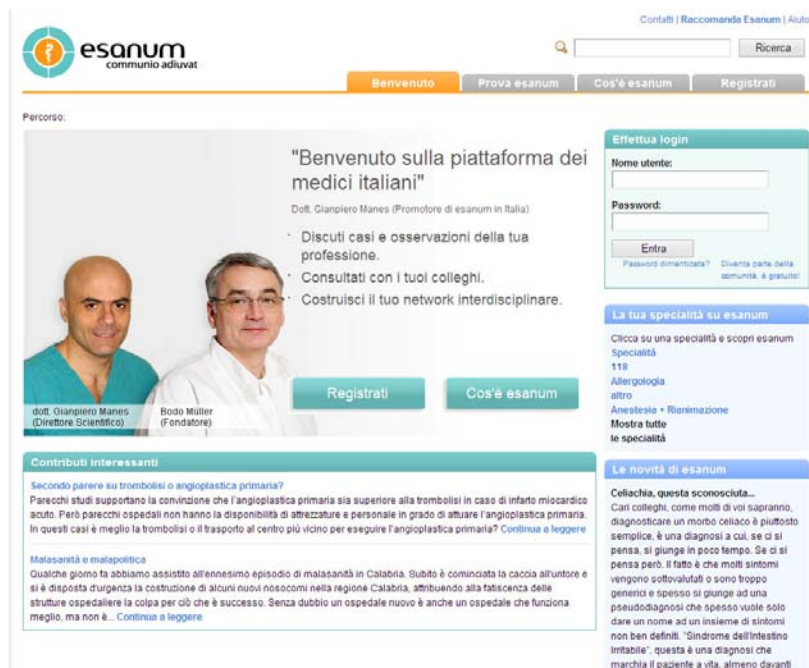 Contatti | Raccomanda Esanum | Aiuto
esanum
communio adiuvat
Ricerca
Benvenuto
Prova esanum
Cos'è esanum
Registrati
Percorso:
"Benvenuto sulla piattaforma dei
medici italiani"
Dott. Gianpiero Manes (Promotore di esanum in Italia)
· Discuti casi e osservazioni della tua
professione.
· Consultati con i tuoi colleghi.
· Costruisci il tuo network interdisciplinare.
Registrati
Cos'è esanum
dott. Gianpiero Manes
(Direttore Scientifico)
Bodo Müller
(Fondatore)
Contributi interessanti
Secondo parere su trombolisi o angioplastica primaria?
Parecchi studi supportano la convinzione che l'angioplastica primaria sia superiore alla trombolisi in caso di infarto miocardico
acuto. Però parecchi ospedali non hanno la disponibilità di attrezzature e personale in grado di attuare l'angioplastica primaria.
In questi casi è meglio la trombolisi o il trasporto al centro più vicino per eseguire l'angioplastica primaria? Continua a leggere
Malasanità e malapolitica
Qualche giorno fa abbiamo assistito all'ennesimo episodio di malasanità in Calabria. Subito è cominciata la caccia all'untore e
si è disposta d'urgenza la costruzione di alcuni nuovi nosocomi nella regione Calabria, attribuendo alla fatiscenza delle
strutture ospedaliere la colpa per ciò che è successo. Senza dubbio un ospedale nuovo è anche un ospedale che funziona
meglio, ma non è... Continua a leggere
Effettua login
Nome utente:
Password:
Entra
Password dimenticata?
Diventa parte della
comunità, è gratuito!
La tua specialità su esanum
Clicca su una specialità e scopri esanum
Specialità
118
Allergologia
altro
Anestesia + Rianimazione
Mostra tutte
le specialità
Le novità di esanum
Celiachia, questa sconosciuta...
Cari colleghi, come molti di voi sapranno,
diagnosticare un morbo celiaco è piuttosto
semplice, è una diagnosi a cui, se ci si
pensa, si giunge in poco tempo. Se ci si
pensa però. Il fatto è che molti sintomi
vengono sottovalutati o sono troppo
generici e spesso si giunge ad una
pseudodiagnosi che spesso vuole solo
dare un nome ad un insieme di sintomi
non ben definiti. "Sindrome dell'Intestino
Irritabile", questa è una diagnosi che
marchia il paziente a vita, almeno davanti